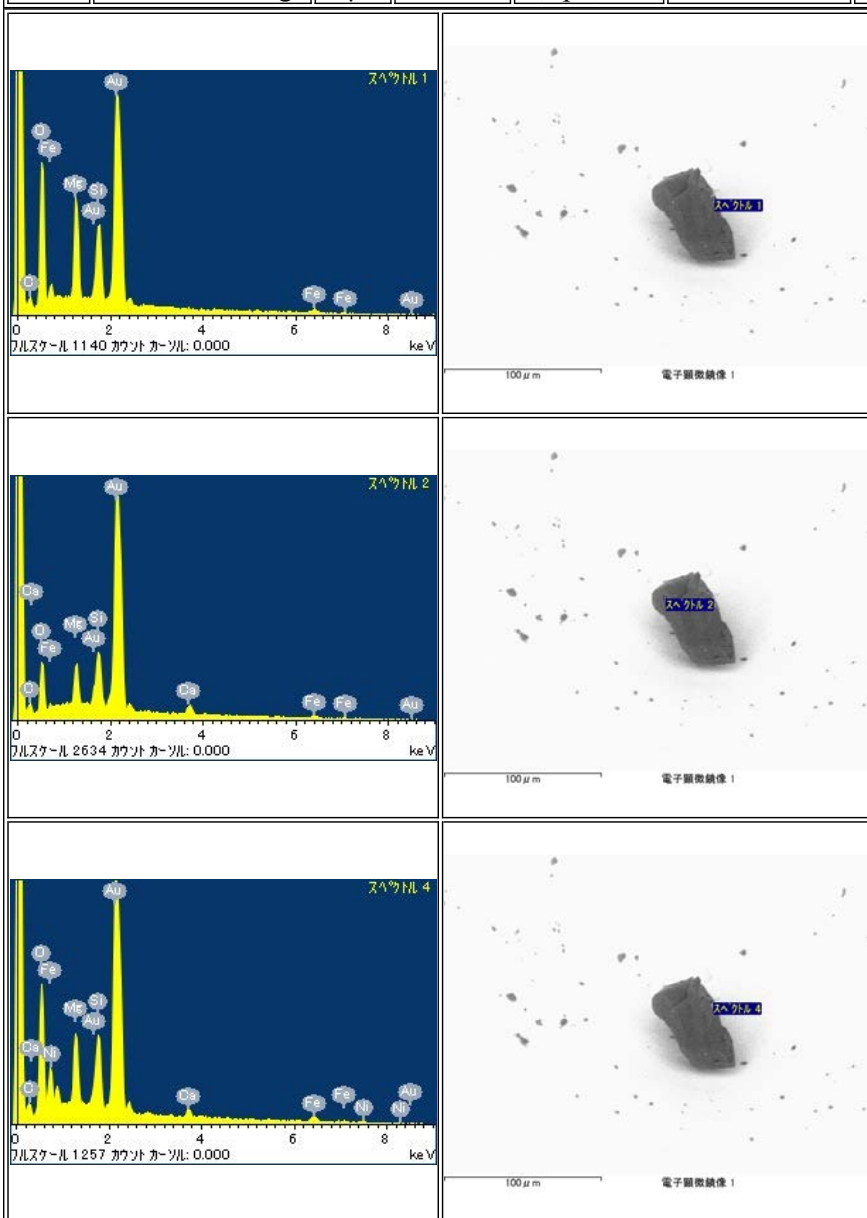 スペクトル 1
Au
O
Fe
Mg
Si
Au
O
Fe
Fe
Au
0 2 4 6 8
フルスケール 1140 カウント カーソル: 0.000 keV
スペクトル 1
100μm 電子顕微鏡像 1
スペクトル 2
Au
Ca
O
Fe
Mg
Si
Au
O
Ca
Fe
Fe
Au
0 2 4 6 8
フルスケール 2634 カウント カーソル: 0.000 keV
スペクトル 2
100μm 電子顕微鏡像 1
スペクトル 4
Au
O
Fe
Mg
Si
Au
Ca
Ni
Ca
Fe
Fe
Ni
Ni
Au
0 2 4 6 8
フルスケール 1257 カウント カーソル: 0.000 keV
スペクトル 4
100μm 電子顕微鏡像 1